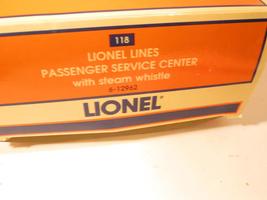 118
LIONEL LINES
PASSENGER SERVICE CENTER
with steam whistle
6-12962
LIONEL